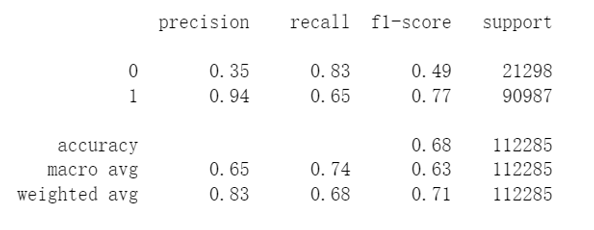 precision recall f1-score support
0 0.35 0.83 0.49 21298
1 0.94 0.65 0.77 90987
accuracy 0.68 112285
macro avg 0.65 0.74 0.63 112285
weighted avg 0.83 0.68 0.71 112285